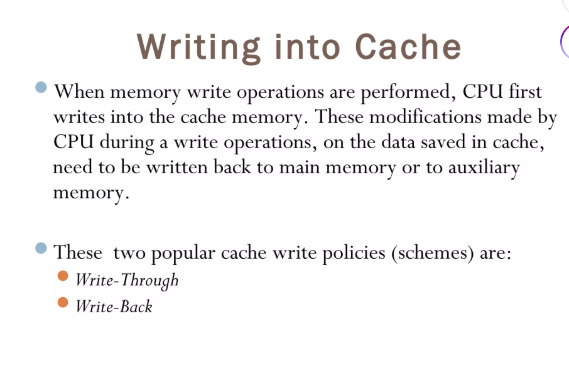 Writing into Cache
When memory write operations are performed, CPU first
writes into the cache memory. These modifications made by
CPU during a write operations, on the data saved in cache,
need to be written back to main memory or to auxiliary
memory.
These two popular cache write policies (schemes) are:
Write-Through
Write-Back